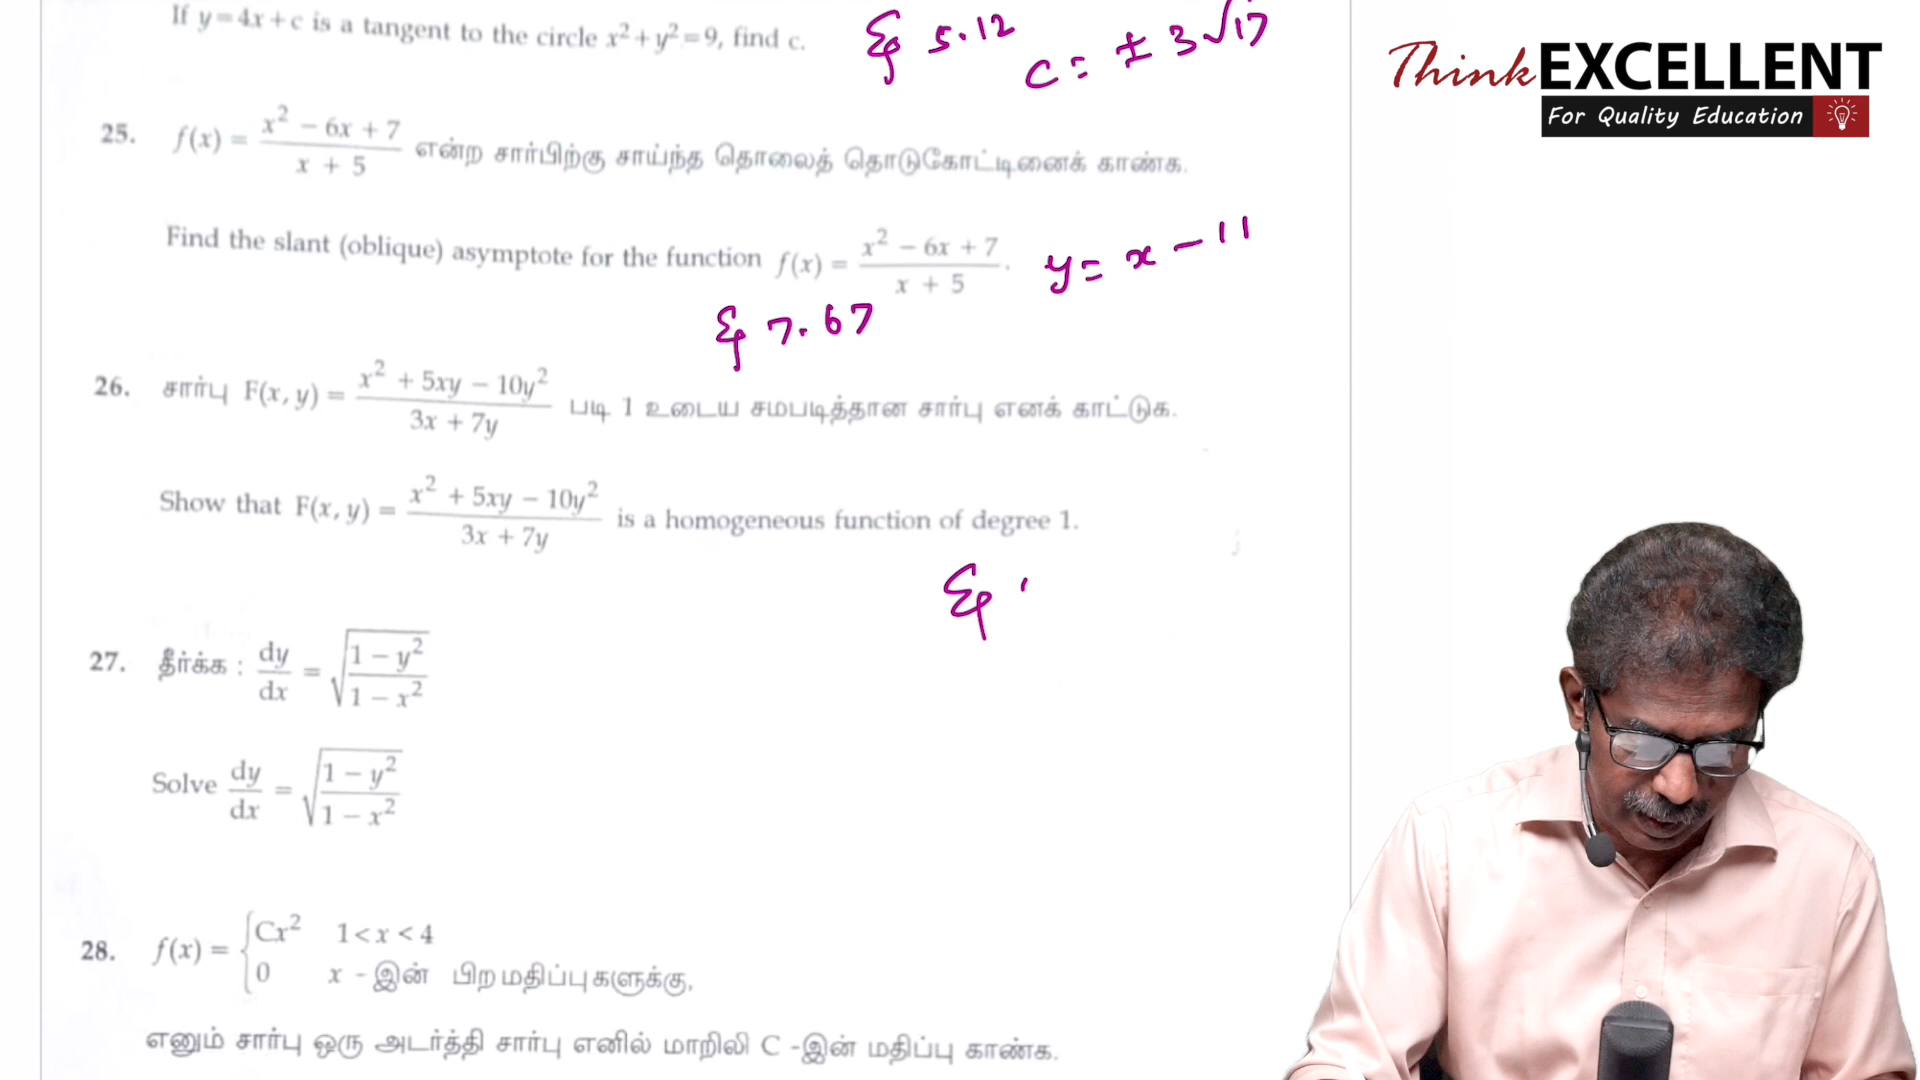 If y=4x+c is a tangent to the circle x²+y²=9, find c.
Eg 5.12
c = ± 3√17
Think EXCELLENT
For Quality Education
25. f(x) = (x² − 6x + 7)/(x + 5) என்ற சார்பிற்கு சாய்ந்த தொலைத் தொடுகோட்டினைக் காண்க.
Find the slant (oblique) asymptote for the function f(x) = (x² − 6x + 7)/(x + 5).
y = x − 11
Eg 7.67
26. சார்பு F(x, y) = (x² + 5xy − 10y²)/(3x + 7y) படி 1 உடைய சமபடித்தான சார்பு எனக் காட்டுக.
Show that F(x, y) = (x² + 5xy − 10y²)/(3x + 7y) is a homogeneous function of degree 1.
Eg
27. தீர்க்க : dy/dx = √((1 − y²)/(1 − x²))
Solve dy/dx = √((1 − y²)/(1 − x²))
28. f(x) = { Cx² 1<x<4
0 x - இன் பிற மதிப்புகளுக்கு,
எனும் சார்பு ஒரு அடர்த்தி சார்பு எனில் மாறிலி C -இன் மதிப்பு காண்க.